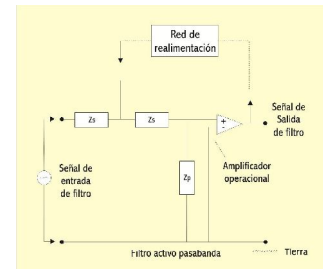 Red de
realimentación
Zs
Zs
Señal de
Salida
de filtro
Señal de
entrada
de filtro
Zp
Amplificador
operacional
Filtro activo pasabanda
Tierra